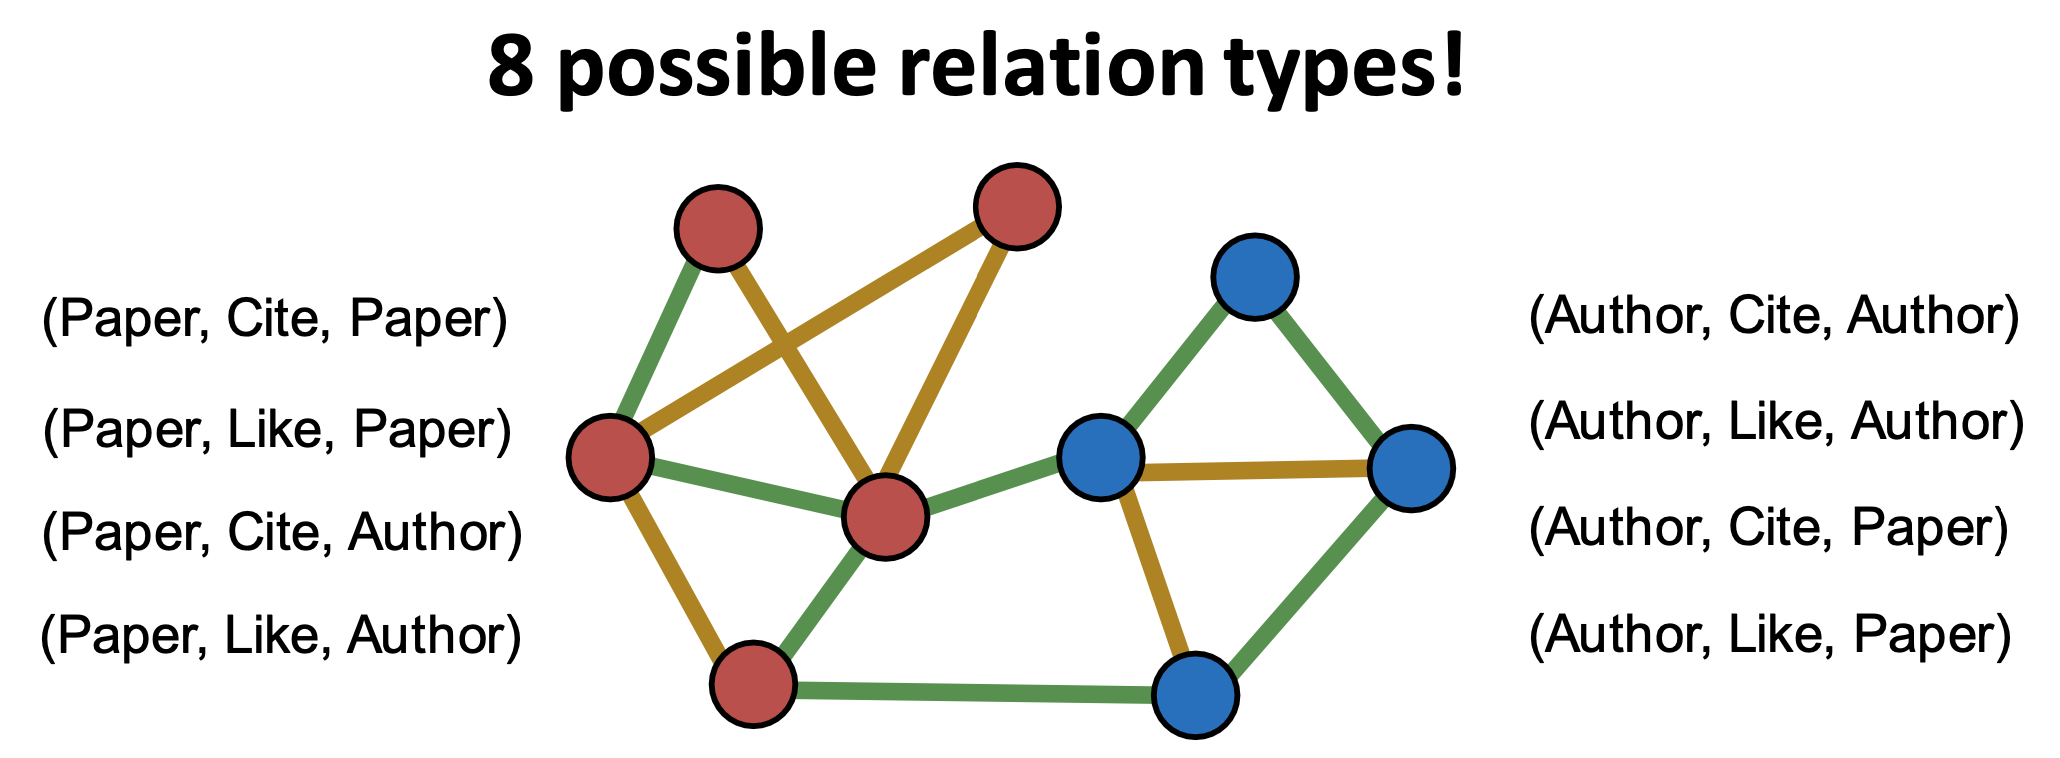 8 possible relation types!
(Paper, Cite, Paper)
(Paper, Like, Paper)
(Paper, Cite, Author)
(Paper, Like, Author)
(Author, Cite, Author)
(Author, Like, Author)
(Author, Cite, Paper)
(Author, Like, Paper)